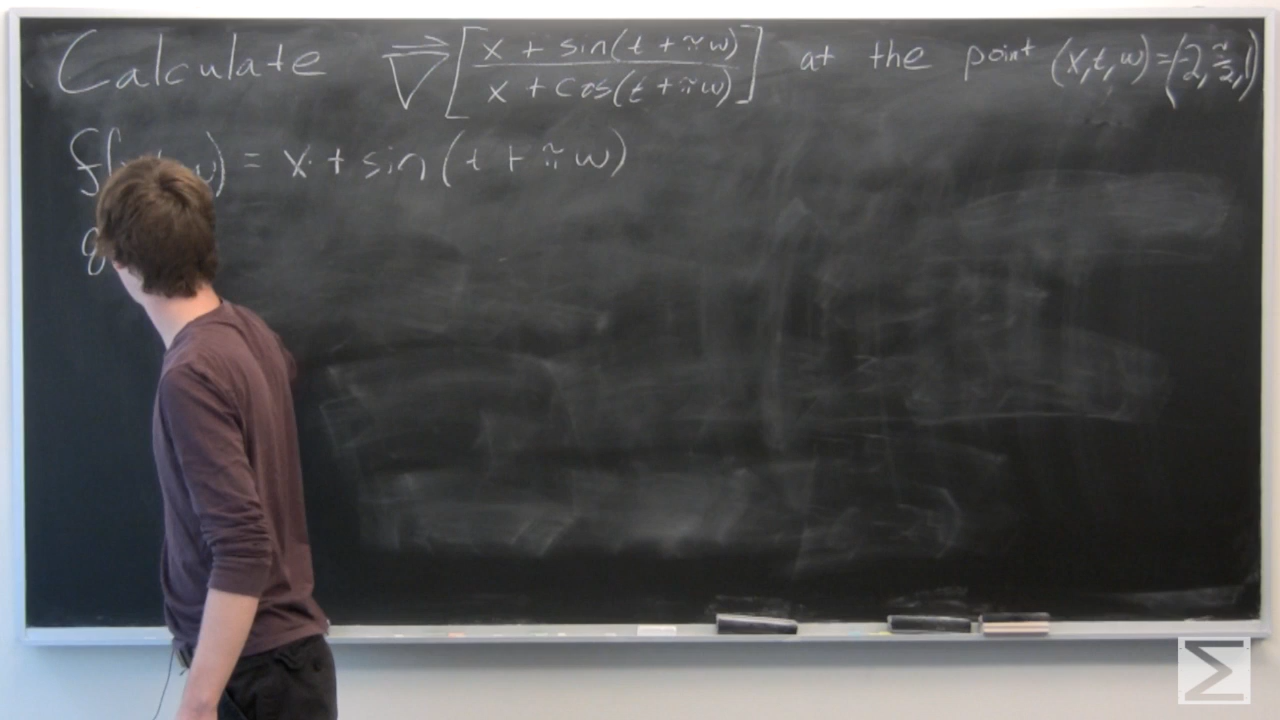 Calculate ∇⃗ [ (x + sin(t + πw)) / (x + cos(t + πw)) ] at the point (x,t,w)=(-2,π/2,1)
f( w) = x + sin(t + πw)
g
Σ